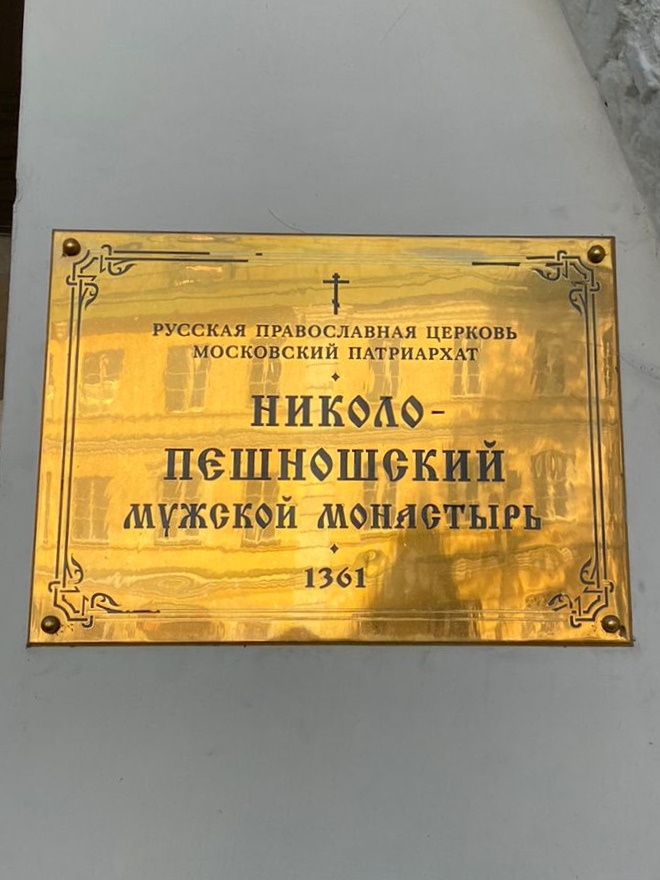 РУССКАЯ ПРАВОСЛАВНАЯ ЦЕРКОВЬ
МОСКОВСКИЙ ПАТРИАРХАТ
НИКОЛО-
ПЕШНОШСКИЙ
МУЖСКОЙ МОНАСТЫРЬ
1361